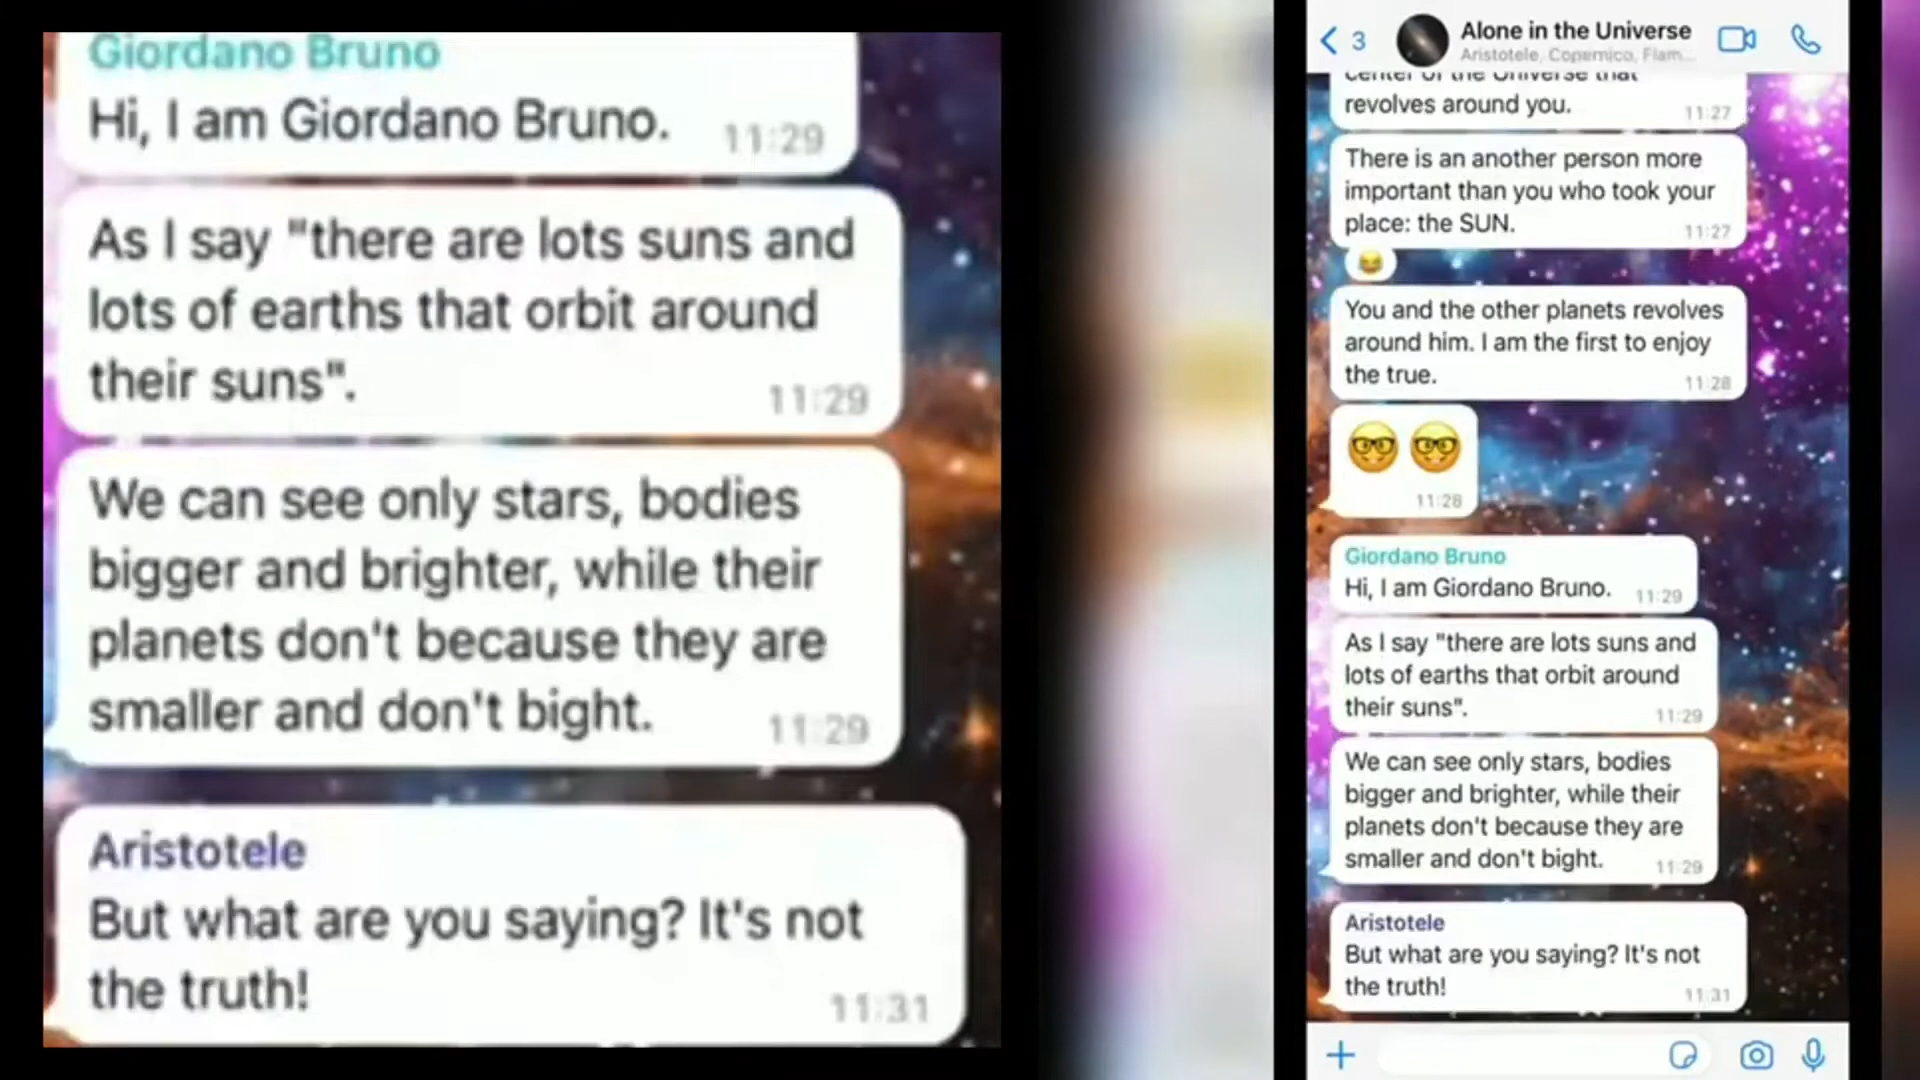 Giordano Bruno
Hi, I am Giordano Bruno.
11:29
As I say "there are lots suns and
lots of earths that orbit around
their suns".
11:29
We can see only stars, bodies
bigger and brighter, while their
planets don't because they are
smaller and don't bight.
11:29
Aristotele
But what are you saying? It's not
the truth!
11:31
3
Alone in the Universe
Aristotele, Copernico, Flam...
center of the Universe that
revolves around you.
11:27
There is an another person more
important than you who took your
place: the SUN.
11:27
You and the other planets revolves
around him. I am the first to enjoy
the true.
11:28
11:28
Giordano Bruno
Hi, I am Giordano Bruno.
11:29
As I say "there are lots suns and
lots of earths that orbit around
their suns".
11:29
We can see only stars, bodies
bigger and brighter, while their
planets don't because they are
smaller and don't bight.
11:29
Aristotele
But what are you saying? It's not
the truth!
11:31